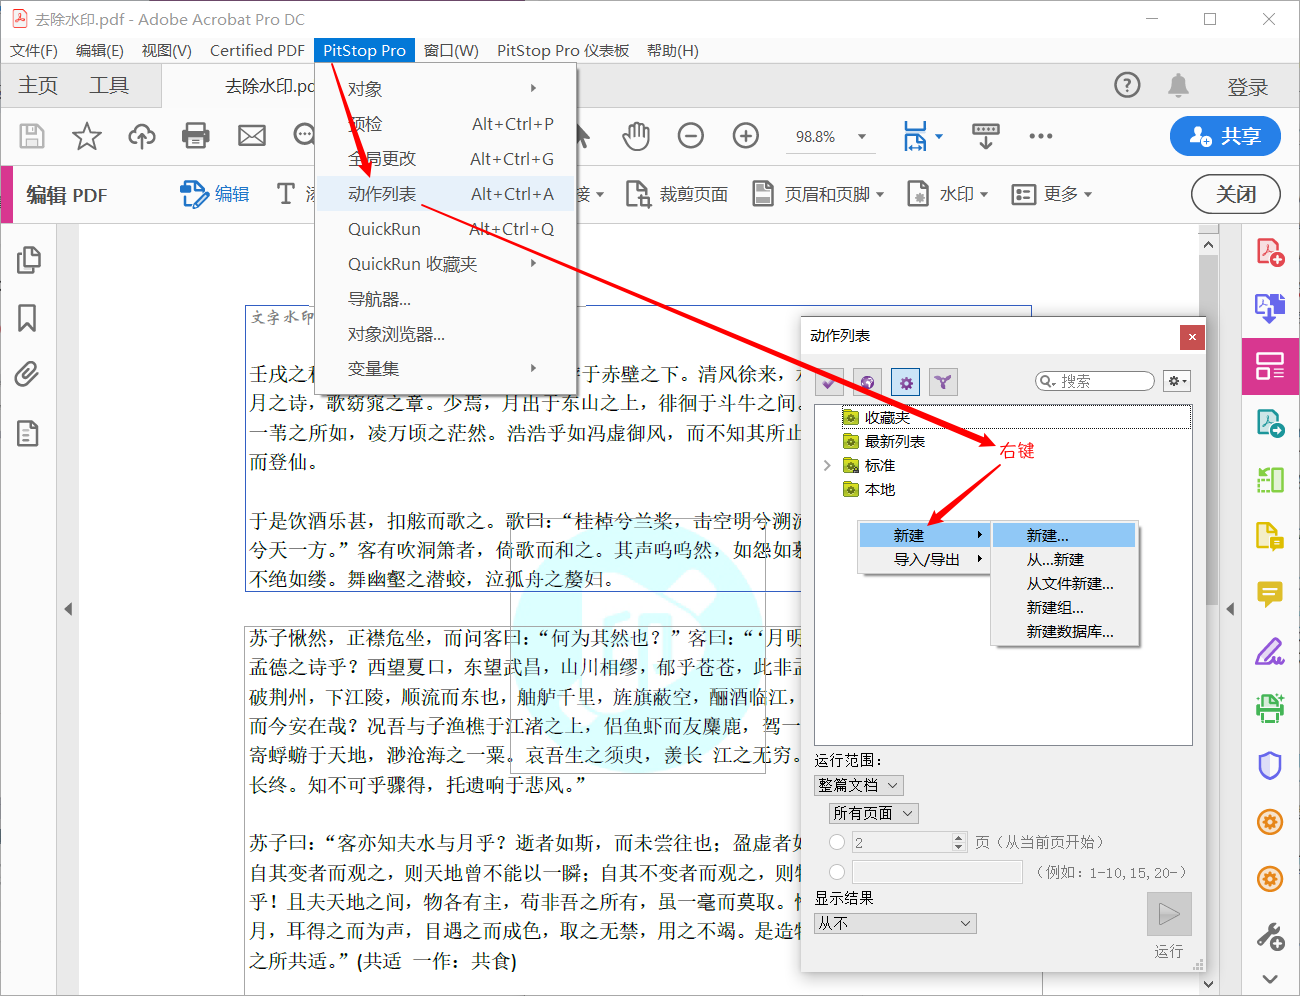 去除水印.pdf - Adobe Acrobat Pro DC
文件(F) 编辑(E) 视图(V) Certified PDF PitStop Pro 窗口(W) PitStop Pro 仪表板 帮助(H)
主页 工具 去除水印.pd 登录
98.8% 共享
编辑 PDF 编辑 接 裁剪页面 页眉和页脚 水印 更多 关闭
对象
预检 Alt+Ctrl+P
全局更改 Alt+Ctrl+G
动作列表 Alt+Ctrl+A
QuickRun Alt+Ctrl+Q
QuickRun 收藏夹
导航器...
对象浏览器...
变量集
文字水印
壬戌之 于赤壁之下。清风徐来，
月之诗，歌窈窕之章。少焉，月出于东山之上，徘徊于斗牛之间。
一苇之所如，凌万顷之茫然。浩浩乎如冯虚御风，而不知其所止
而登仙。
于是饮酒乐甚，扣舷而歌之。歌曰：“桂棹兮兰桨，击空明兮溯流
兮天一方。”客有吹洞箫者，倚歌而和之。其声呜呜然，如怨如慕
不绝如缕。舞幽壑之潜蛟，泣孤舟之嫠妇。
苏子愀然，正襟危坐，而问客曰：“何为其然也？”客曰：“‘月明
孟德之诗乎？西望夏口，东望武昌，山川相缪，郁乎苍苍，此非孟
破荆州，下江陵，顺流而东也，舳舻千里，旌旗蔽空，酾酒临江，
而今安在哉？况吾与子渔樵于江渚之上，侣鱼虾而友麋鹿，驾一
寄蜉蝣于天地，渺沧海之一粟。哀吾生之须臾，羡长 江之无穷。
长终。知不可乎骤得，托遗响于悲风。”
苏子曰：“客亦知夫水与月乎？逝者如斯，而未尝往也；盈虚者如
自其变者而观之，则天地曾不能以一瞬；自其不变者而观之，则物
乎！且夫天地之间，物各有主，苟非吾之所有，虽一毫而莫取。惟
月，耳得之而为声，目遇之而成色，取之无禁，用之不竭。是造物
之所共适。”(共适 一作：共食)
印
动作列表
搜索
收藏夹
最新列表
标准
本地
右键
新建
导入/导出
新建...
从...新建
从文件新建...
新建组...
新建数据库...
运行范围：
整篇文档
所有页面
2 页（从当前页开始）
（例如：1-10,15,20-）
显示结果
从不
运行